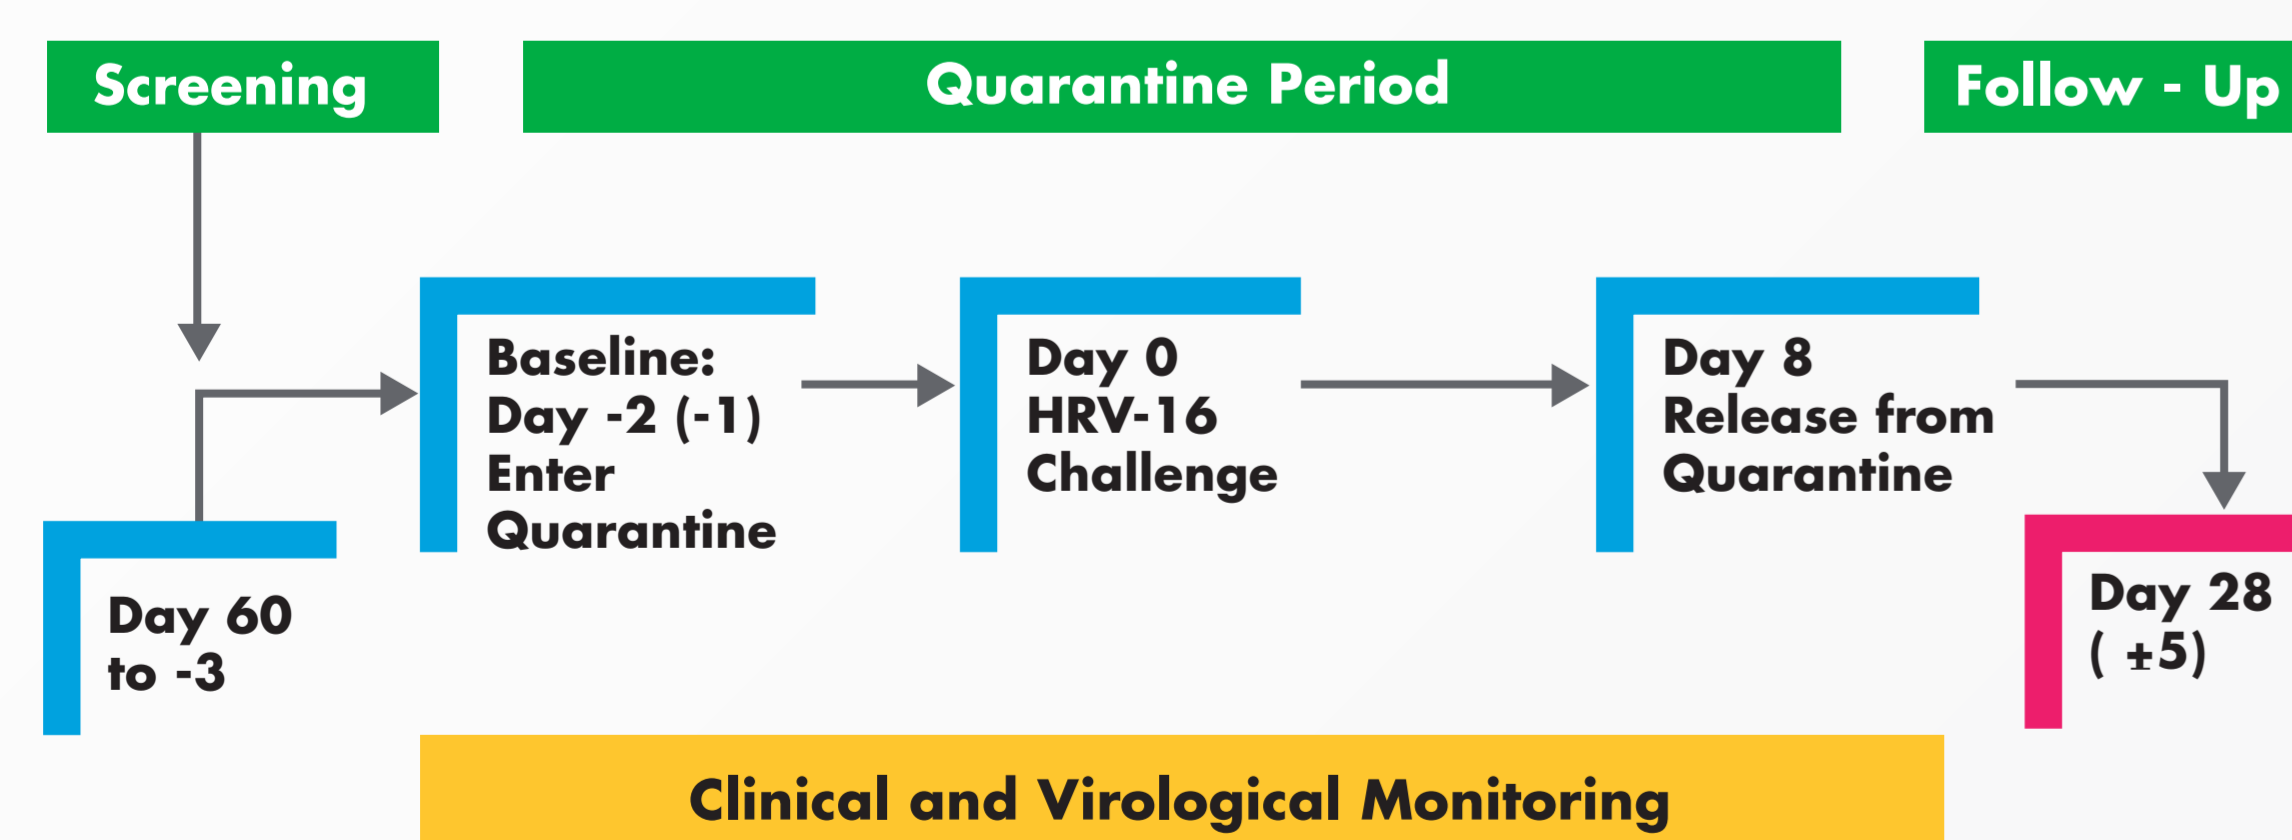 Screening
Quarantine Period
Follow - Up
Baseline:
Day -2 (-1)
Enter
Quarantine
Day 0
HRV-16
Challenge
Day 8
Release from
Quarantine
Day 60
to -3
Day 28
( ±5)
Clinical and Virological Monitoring